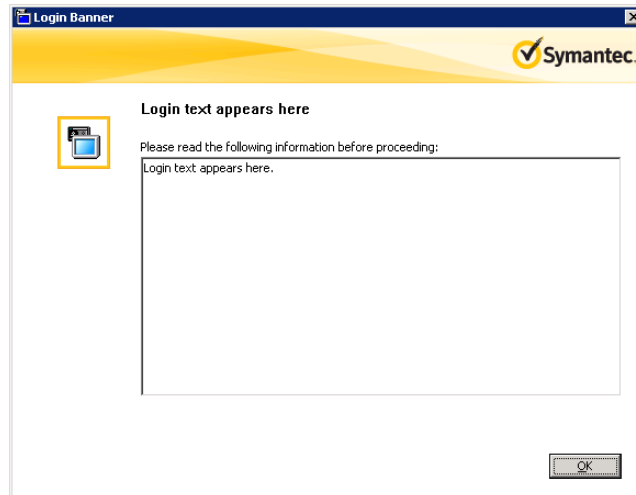 Login Banner
Symantec.
Login text appears here
Please read the following information before proceeding:
Login text appears here.
OK